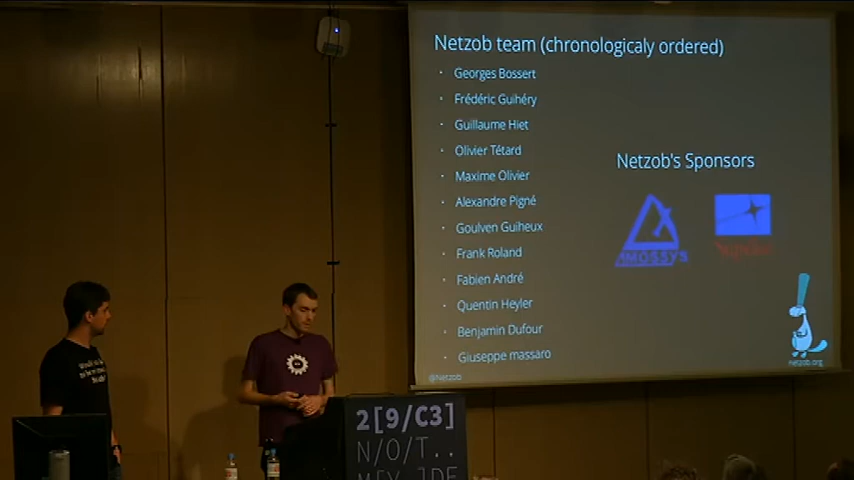 Netzob team (chronologicaly ordered)
Georges Bossert
Frédéric Guihéry
Guillaume Hiet
Olivier Tétard
Maxime Olivier
Alexandre Pigné
Goulven Guiheux
Frank Roland
Fabien André
Quentin Heyler
Benjamin Dufour
Giuseppe massaro
Netzob's Sponsors
AMOSSYS
Supélec
netzob.org
@Netzob
2[9/C3]
N/O/T..